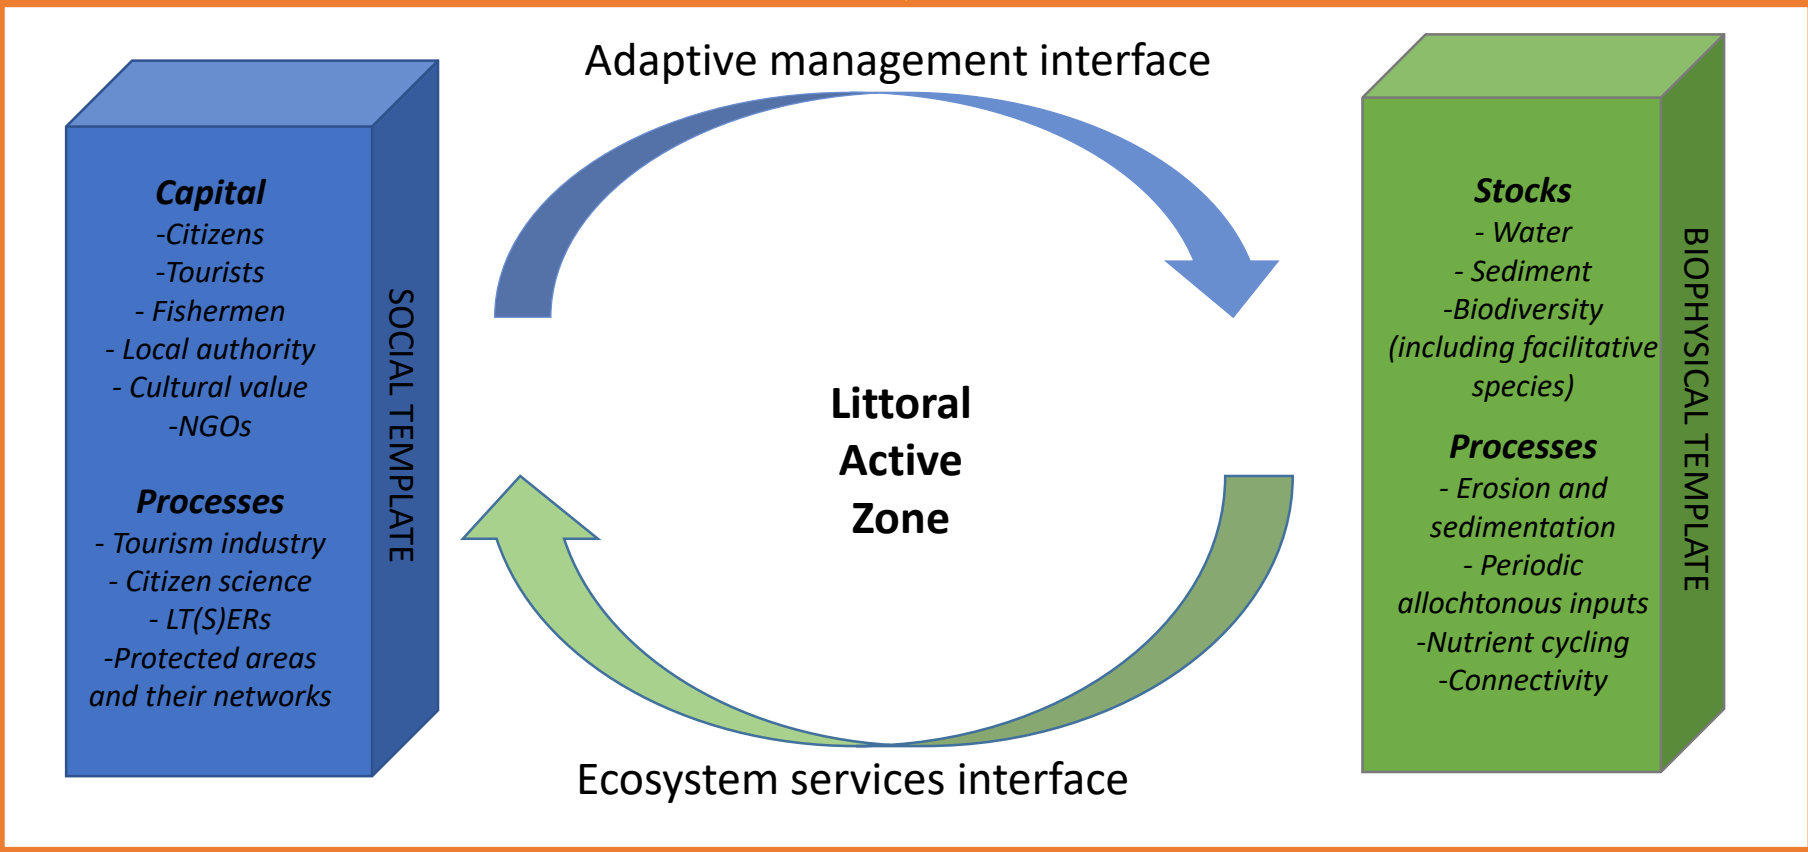 Adaptive management interface
Capital
-Citizens
-Tourists
- Fishermen
- Local authority
- Cultural value
-NGOs
Processes
- Tourism industry
- Citizen science
- LT(S)ERs
-Protected areas
and their networks
SOCIAL TEMPLATE
Littoral
Active
Zone
Stocks
- Water
- Sediment
-Biodiversity
(including facilitative
species)
Processes
- Erosion and
sedimentation
- Periodic
allochtonous inputs
-Nutrient cycling
-Connectivity
BIOPHYSICAL TEMPLATE
Ecosystem services interface